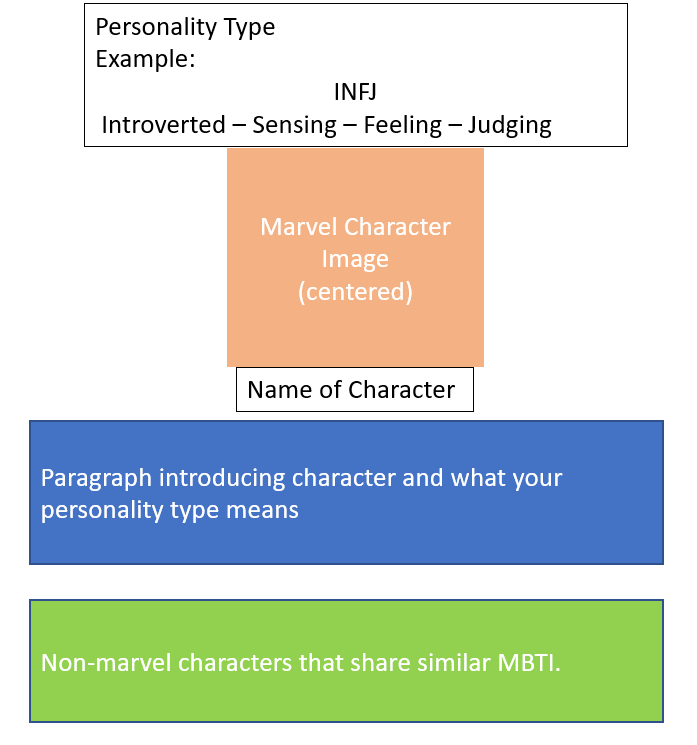 Personality Type
Example:
INFJ
Introverted – Sensing – Feeling – Judging
Marvel Character
Image
(centered)
Name of Character
Paragraph introducing character and what your
personality type means
Non-marvel characters that share similar MBTI.